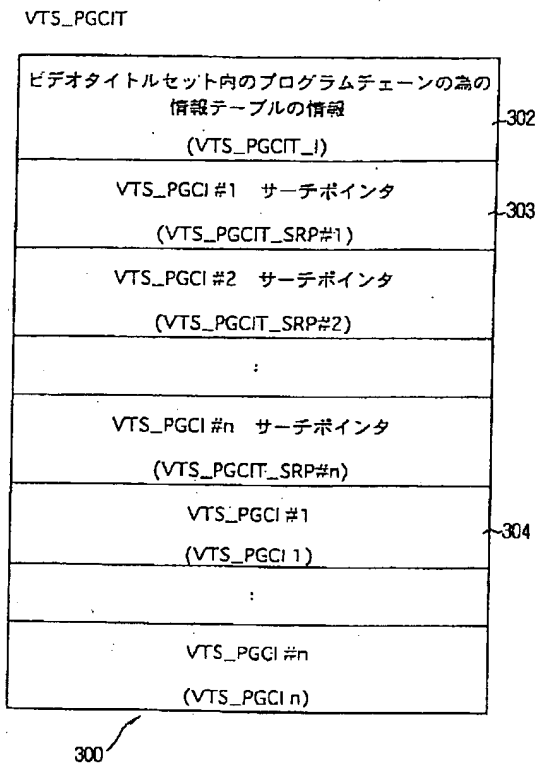 VTS_PGCIT
ビデオタイトルセット内のプログラムチェーンの為の
情報テーブルの情報
(VTS_PGCIT_I)
302
VTS_PGCI #1 サーチポインタ
(VTS_PGCIT_SRP#1)
303
VTS_PGCI #2 サーチポインタ
(VTS_PGCIT_SRP#2)
:
VTS_PGCI #n サーチポインタ
(VTS_PGCIT_SRP#n)
VTS_PGCI #1
(VTS_PGCI 1)
304
:
VTS_PGCI #n
(VTS_PGCI n)
300